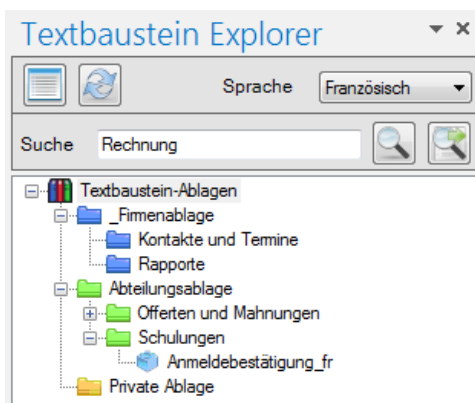 Textbaustein Explorer
Sprache Französisch
Suche Rechnung
Textbaustein-Ablagen
_Firmenablage
Kontakte und Termine
Rapporte
Abteilungsablage
Offerten und Mahnungen
Schulungen
Anmeldebestätigung_fr
Private Ablage